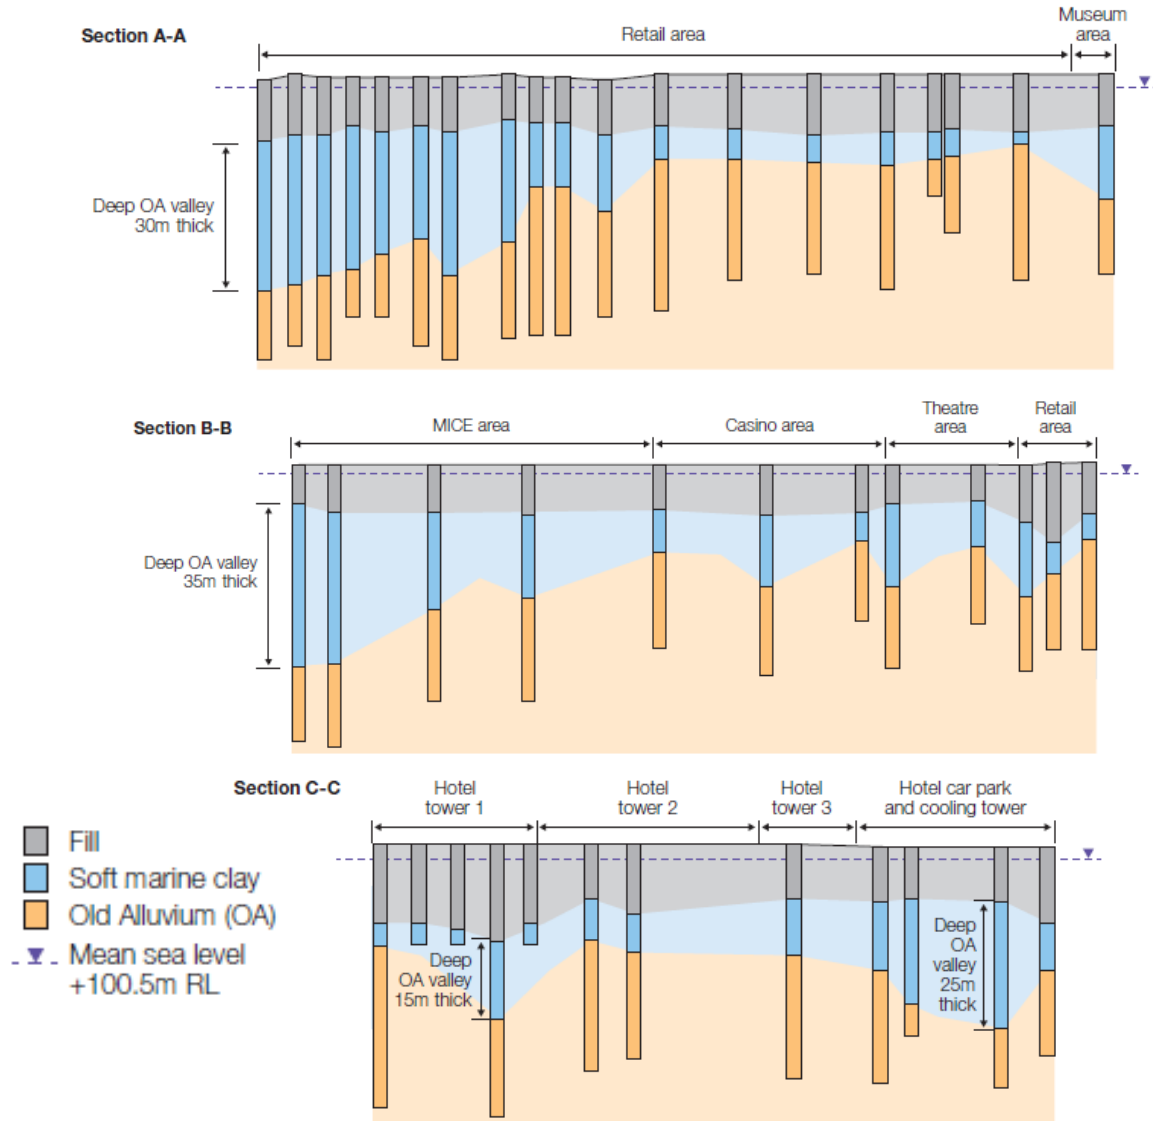 Section A-A
Retail area
Museum
area
Deep OA valley
30m thick
Section B-B
MICE area
Casino area
Theatre
area
Retail
area
Deep OA valley
35m thick
Section C-C
Hotel
tower 1
Hotel
tower 2
Hotel
tower 3
Hotel car park
and cooling tower
Deep
OA valley
15m thick
Deep
OA
valley
25m
thick
Fill
Soft marine clay
Old Alluvium (OA)
Mean sea level
+100.5m RL